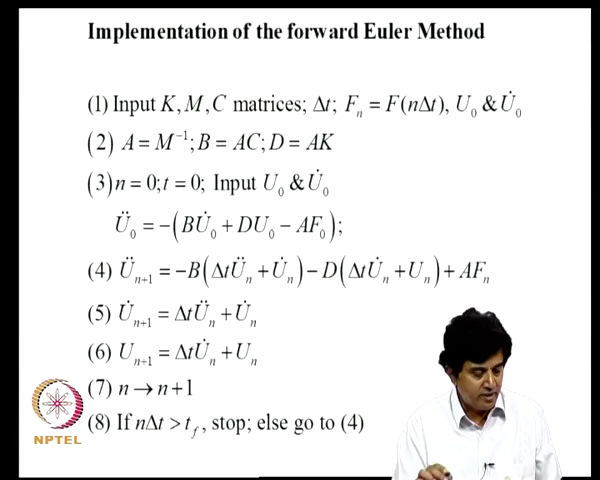 Implementation of the forward Euler Method
(1) Input K, M, C matrices; Δt; Fₙ = F(nΔt), U₀ & U̇₀
(2) A = M⁻¹; B = AC; D = AK
(3) n = 0; t = 0; Input U₀ & U̇₀
Ü₀ = −(BU̇₀ + DU₀ − AF₀);
(4) Üₙ₊₁ = −B(ΔtÜₙ + U̇ₙ) − D(ΔtU̇ₙ + Uₙ) + AFₙ
(5) U̇ₙ₊₁ = ΔtÜₙ + U̇ₙ
(6) Uₙ₊₁ = ΔtU̇ₙ + Uₙ
(7) n → n+1
(8) If nΔt > t_f, stop; else go to (4)
NPTEL